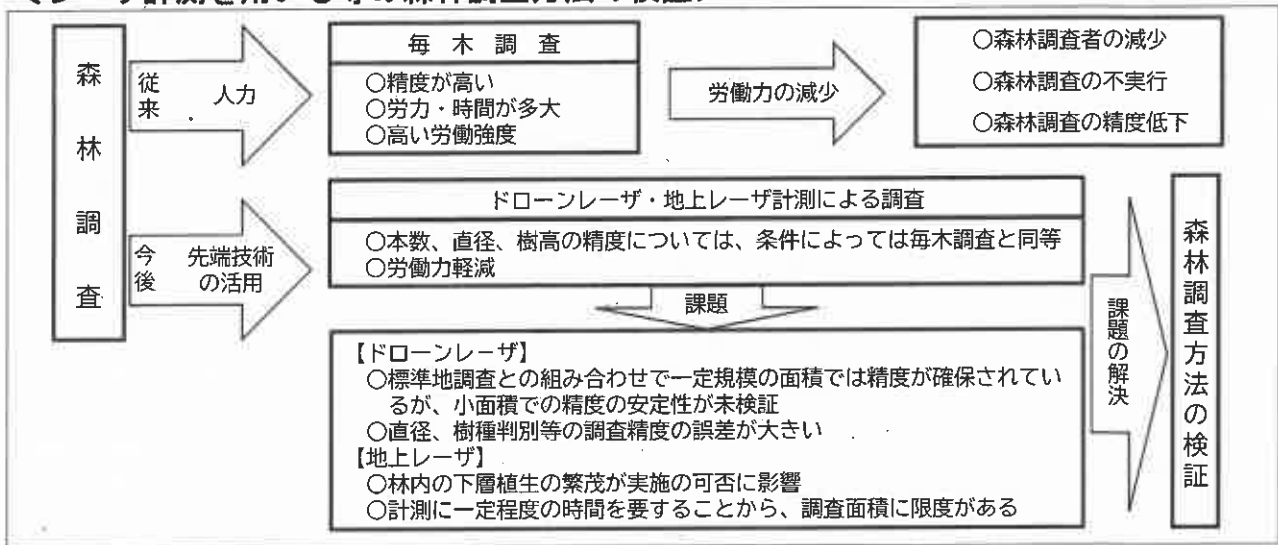 森林調査
従来
人力
毎木調査
○精度が高い
○労力・時間が多大
○高い労働強度
労働力の減少
○森林調査者の減少
○森林調査の不実行
○森林調査の精度低下
今後
先端技術
の活用
ドローンレーザ・地上レーザ計測による調査
○本数、直径、樹高の精度については、条件によっては毎木調査と同等
○労働力軽減
課題
【ドローンレーザ】
○標準地調査との組み合わせで一定規模の面積では精度が確保されてい
るが、小面積での精度の安定性が未検証
○直径、樹種判別等の調査精度の誤差が大きい
【地上レーザ】
○林内の下層植生の繁茂が実施の可否に影響
○計測に一定程度の時間を要することから、調査面積に限度がある
課題の解決
森林調査方法の検証